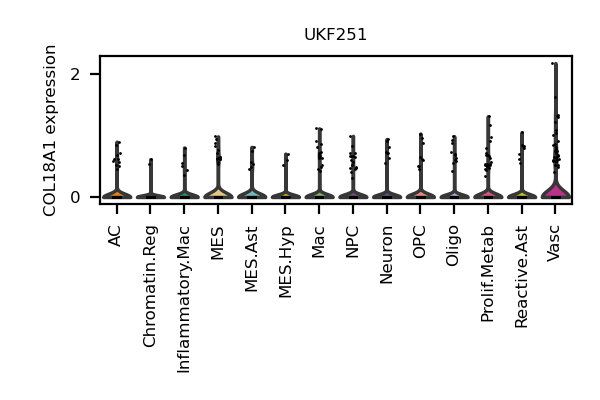 UKF251
COL18A1 expression
2
0
AC
Chromatin.Reg
Inflammatory.Mac
MES
MES.Ast
MES.Hyp
Mac
NPC
Neuron
OPC
Oligo
Prolif.Metab
Reactive.Ast
Vasc